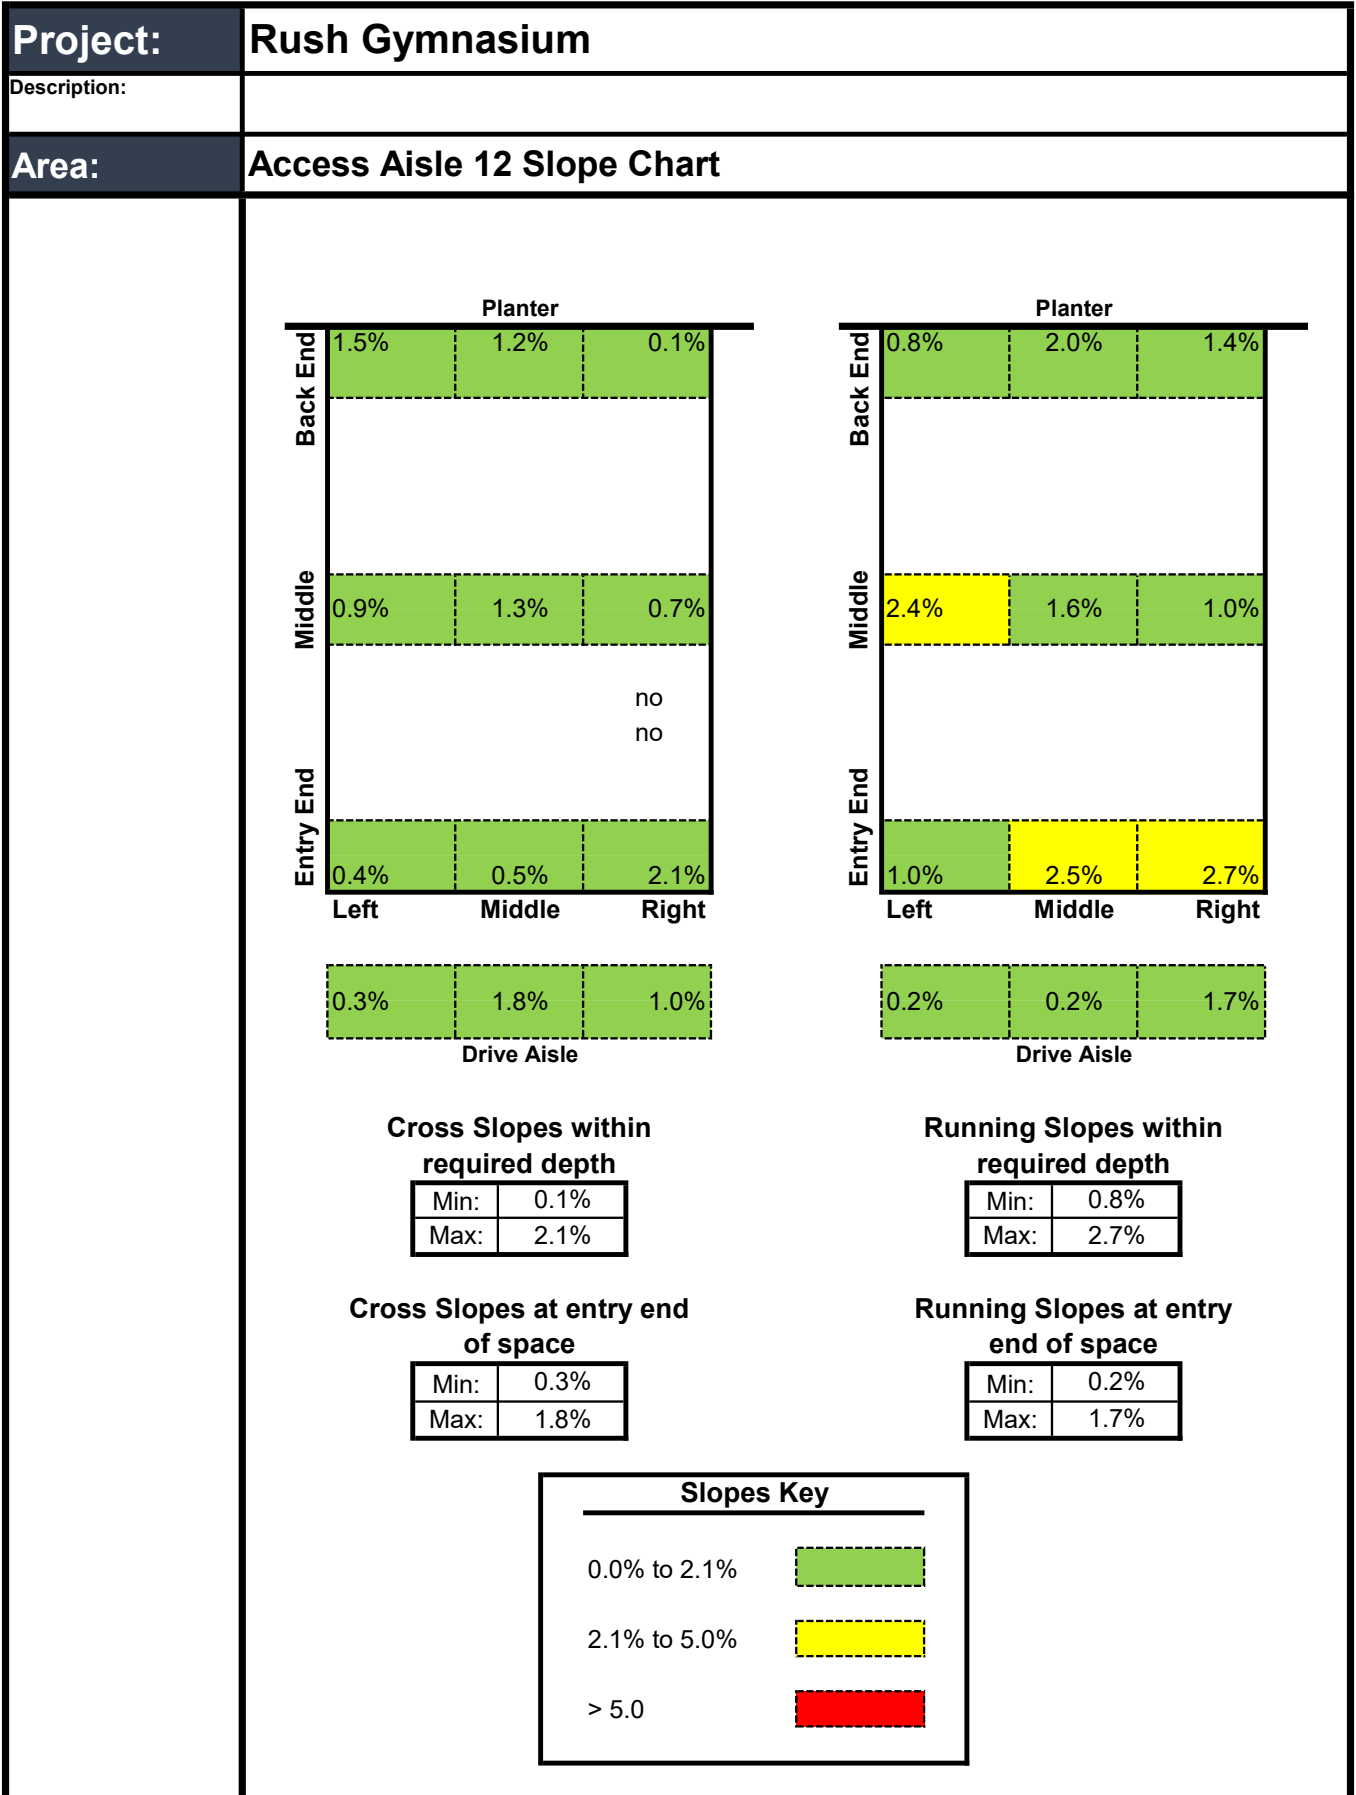 Project: Rush Gymnasium
Description:
Area: Access Aisle 12 Slope Chart
Planter Planter
Back End 1.5% 1.2% 0.1% Back End 0.8% 2.0% 1.4%
Middle 0.9% 1.3% 0.7% Middle 2.4% 1.6% 1.0%
no
no
Entry End 0.4% 0.5% 2.1% Entry End 1.0% 2.5% 2.7%
Left Middle Right Left Middle Right
0.3% 1.8% 1.0% 0.2% 0.2% 1.7%
Drive Aisle Drive Aisle
Cross Slopes within
required depth
Min: 0.1%
Max: 2.1%
Running Slopes within
required depth
Min: 0.8%
Max: 2.7%
Cross Slopes at entry end
of space
Min: 0.3%
Max: 1.8%
Running Slopes at entry
end of space
Min: 0.2%
Max: 1.7%
Slopes Key
0.0% to 2.1%
2.1% to 5.0%
> 5.0